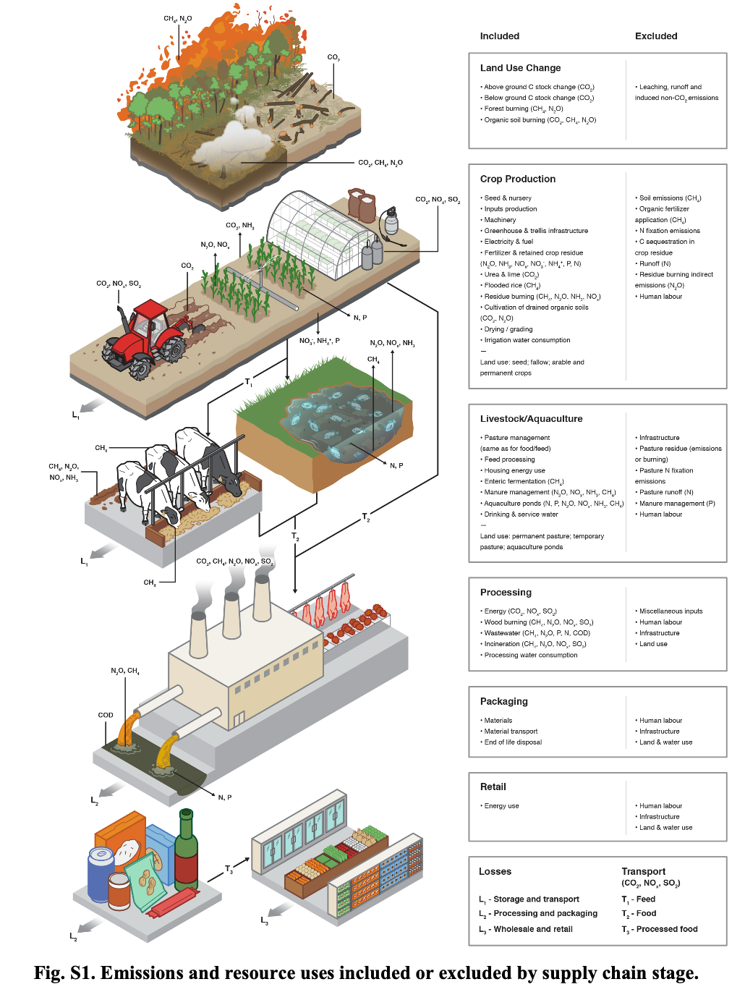 CH₄, N₂O
CO₂
CO₂, CH₄, N₂O
CO₂, NOₓ, SO₂
CO₂, NH₃
N₂O, NOₓ
CO₂
CO₂, NOₓ, SO₂
N, P
NO₃⁻, NH₄⁺, P
N₂O, NOₓ, NH₃
CH₄
T₁
L₁
CH₄
CH₄, N₂O,
NOₓ, NH₃
N, P
T₂
T₂
L₁
CH₄
CO₂, CH₄, N₂O, NOₓ, SO₂
N₂O, CH₄
COD
N, P
L₂
T₃
L₃
L₂
Included
Excluded
Land Use Change
• Above ground C stock change (CO₂)
• Below ground C stock change (CO₂)
• Forest burning (CH₄, N₂O)
• Organic soil burning (CO₂, CH₄, N₂O)
• Leaching, runoff and
induced non-CO₂ emissions
Crop Production
• Seed & nursery
• Inputs production
• Machinery
• Greenhouse & trellis infrastructure
• Electricity & fuel
• Fertilizer & retained crop residue
(N₂O, NH₃, NOₓ, NO₃⁻, NH₄⁺, P, N)
• Urea & lime (CO₂)
• Flooded rice (CH₄)
• Residue burning (CH₄, N₂O, NH₃, NOₓ)
• Cultivation of drained organic soils
(CO₂, N₂O)
• Drying / grading
• Irrigation water consumption
—
Land use: seed; fallow; arable and
permanent crops
• Soil emissions (CH₄)
• Organic fertilizer
application (CH₄)
• N fixation emissions
• C sequestration in
crop residue
• Runoff (N)
• Residue burning indirect
emissions (N₂O)
• Human labour
Livestock/Aquaculture
• Pasture management
(same as for food/feed)
• Feed processing
• Housing energy use
• Enteric fermentation (CH₄)
• Manure management (N₂O, NOₓ, NH₃, CH₄)
• Aquaculture ponds (N, P, N₂O, NOₓ, NH₃, CH₄)
• Drinking & service water
—
Land use: permanent pasture; temporary
pasture; aquaculture ponds
• Infrastructure
• Pasture residue (emissions
or burning)
• Pasture N fixation
emissions
• Pasture runoff (N)
• Manure management (P)
• Human labour
Processing
• Energy (CO₂, NOₓ, SO₂)
• Wood burning (CH₄, N₂O, NOₓ, SO₂)
• Wastewater (CH₄, N₂O, P, N, COD)
• Incineration (CH₄, N₂O, NOₓ, SO₂)
• Processing water consumption
• Miscellaneous inputs
• Human labour
• Infrastructure
• Land use
Packaging
• Materials
• Material transport
• End of life disposal
• Human labour
• Infrastructure
• Land & water use
Retail
• Energy use
• Human labour
• Infrastructure
• Land & water use
Losses
L₁ - Storage and transport
L₂ - Processing and packaging
L₃ - Wholesale and retail
Transport
(CO₂, NOₓ, SO₂)
T₁ - Feed
T₂ - Food
T₃ - Processed food
Fig. S1. Emissions and resource uses included or excluded by supply chain stage.